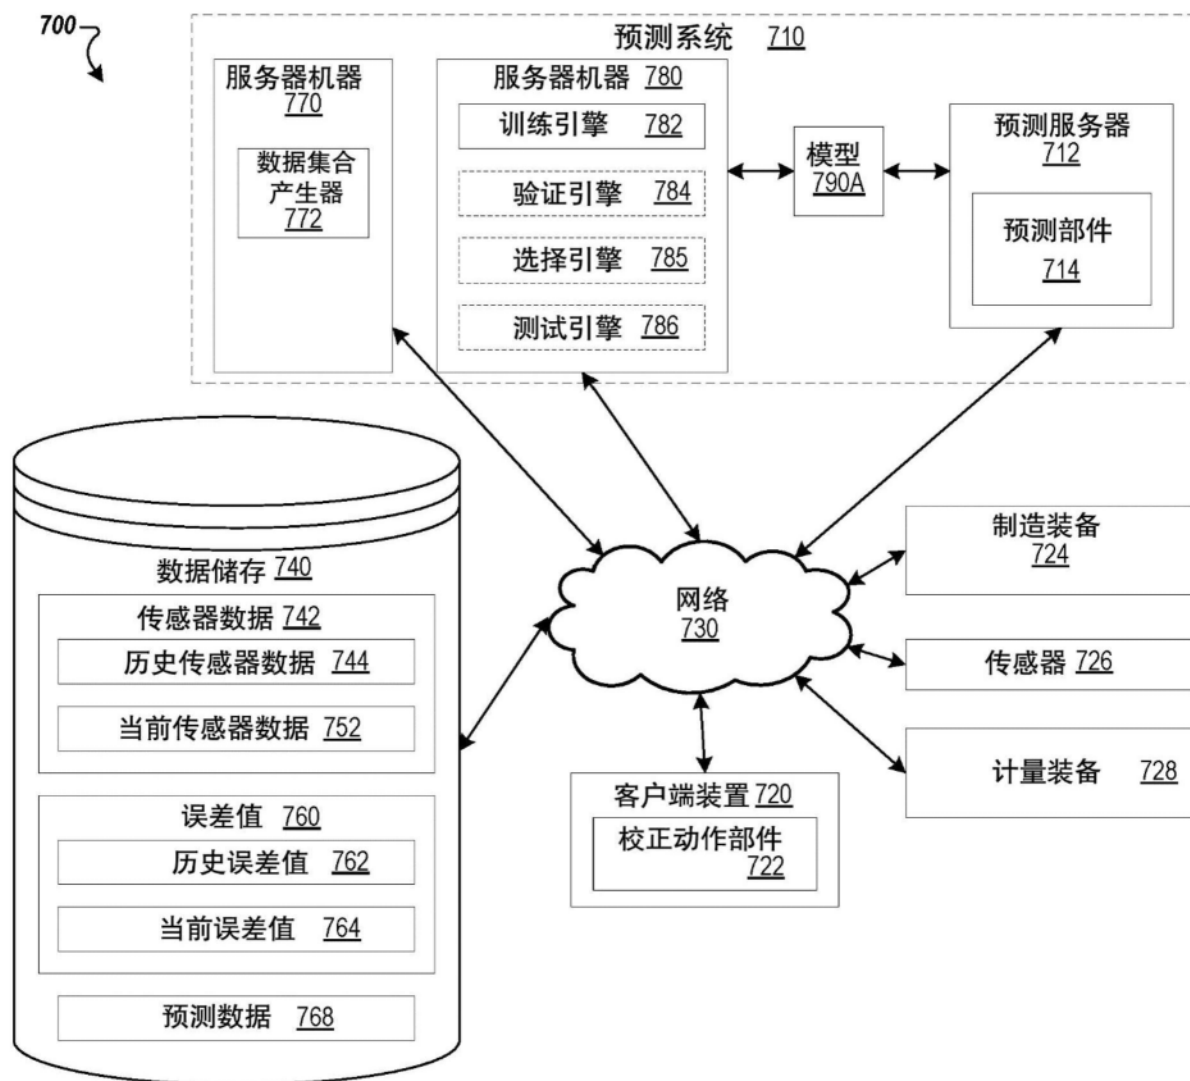 700
预测系统 710
服务器机器
770
数据集合
产生器
772
服务器机器 780
训练引擎 782
验证引擎 784
选择引擎 785
测试引擎 786
模型
790A
预测服务器
712
预测部件
714
数据储存 740
传感器数据 742
历史传感器数据 744
当前传感器数据 752
误差值 760
历史误差值 762
当前误差值 764
预测数据 768
网络
730
制造装备
724
传感器 726
计量装备 728
客户端装置 720
校正动作部件
722